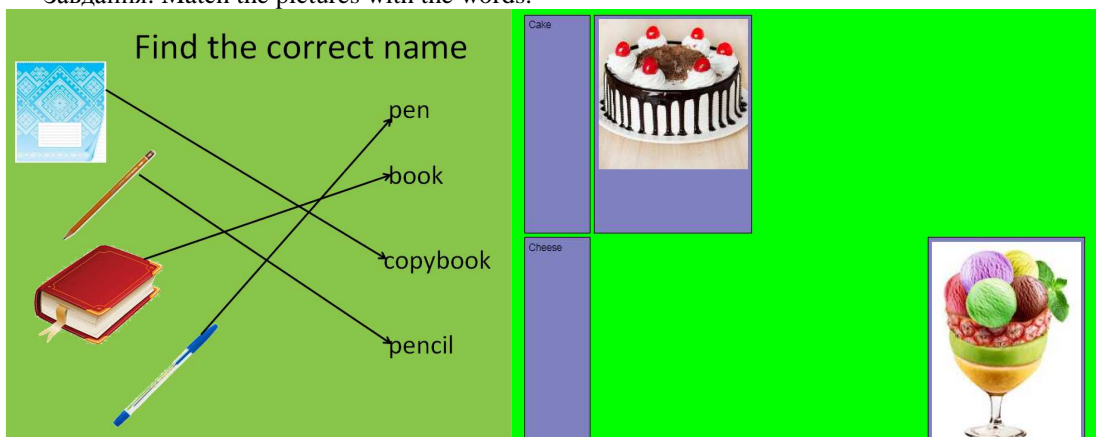 Завдання: Match the pictures with the words.
Find the correct name
pen
book
copybook
pencil
Cake
Cheese